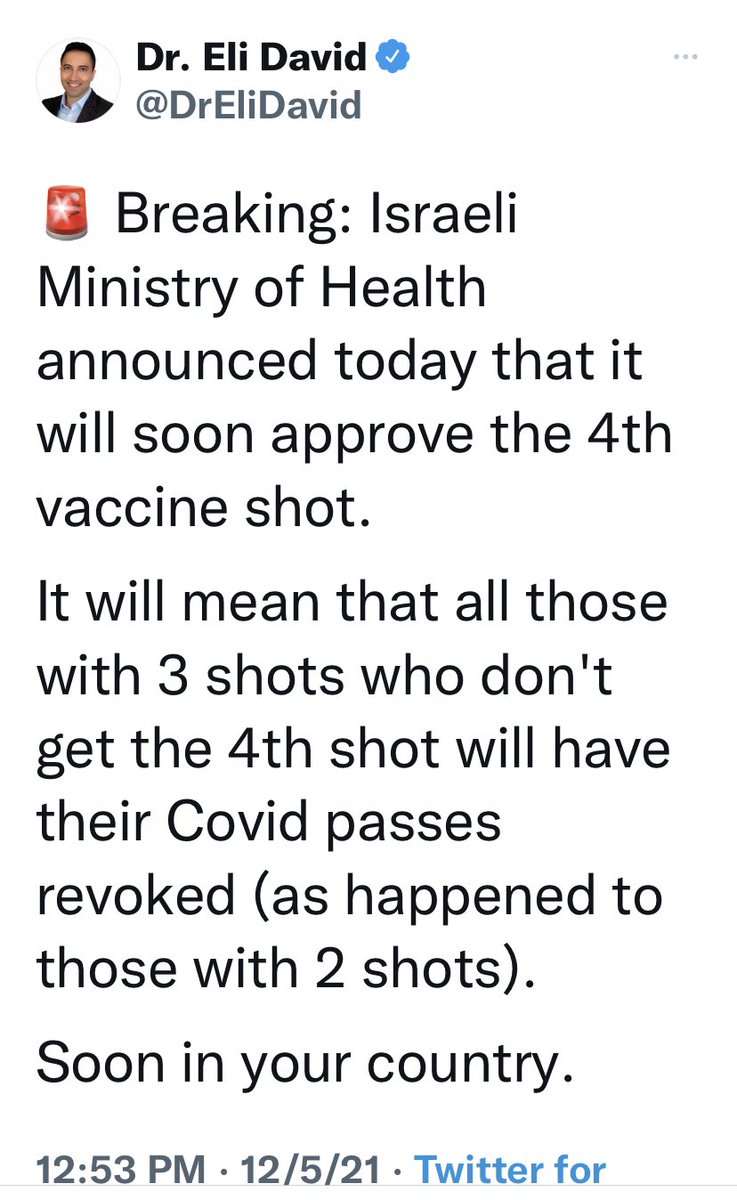 Dr. Eli David
@DrEliDavid
🚨 Breaking: Israeli
Ministry of Health
announced today that it
will soon approve the 4th
vaccine shot.
It will mean that all those
with 3 shots who don't
get the 4th shot will have
their Covid passes
revoked (as happened to
those with 2 shots).
Soon in your country.
12:53 PM · 12/5/21 · Twitter for